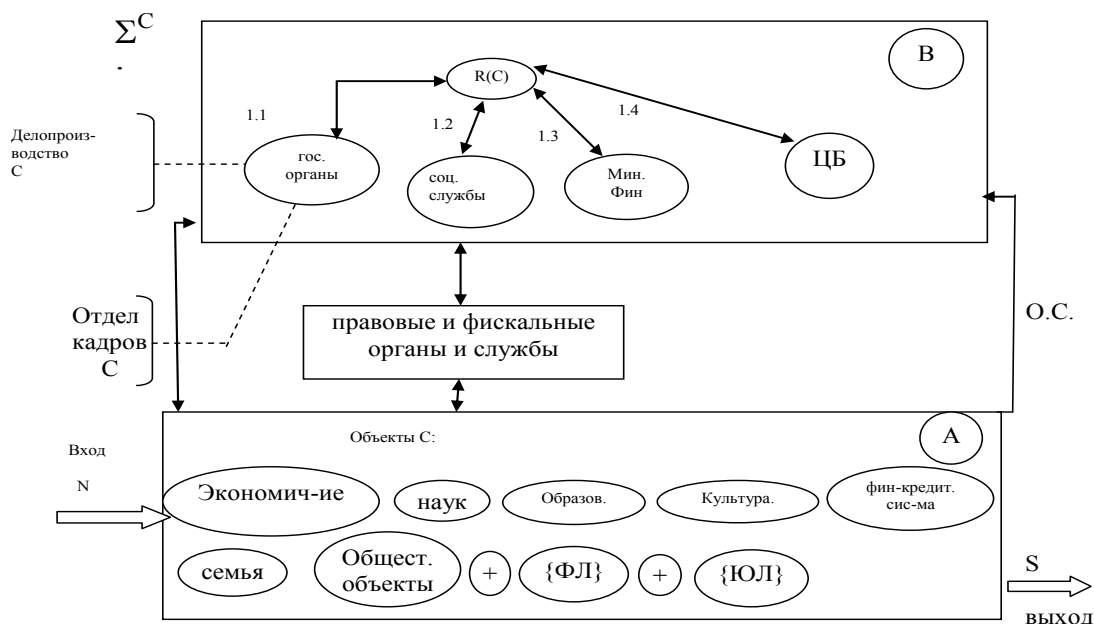 Σ^C
.
B
R(C)
1.1
1.2
1.3
1.4
Делопроиз-
водство
С
гос.
органы
соц.
службы
Мин.
Фин
ЦБ
Отдел
кадров
С
правовые и фискальные
органы и службы
О.С.
Вход
N
Объекты С:
А
Экономич-ие
наук
Образов.
Культура.
фин-кредит.
сис-ма
семья
Общест.
объекты
+
{ФЛ}
+
{ЮЛ}
S
выход